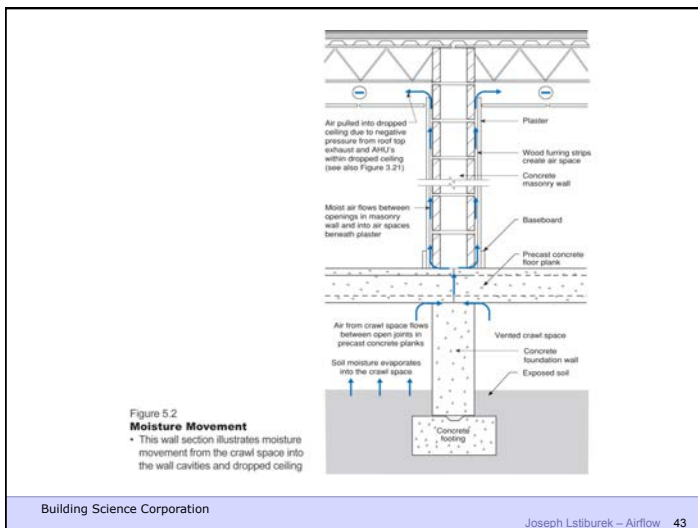 Air pulled into dropped
ceiling due to negative
pressure from roof top
exhaust and AHU's
within dropped ceiling
(see also Figure 3.21)
Plaster
Wood furring strips
create air space
Concrete
masonry wall
Moist air flows between
openings in masonry
wall and into air spaces
beneath plaster
Baseboard
Precast concrete
floor plank
Air from crawl space flows
between open joints in
precast concrete planks
Vented crawl space
Soil moisture evaporates
into the crawl space
Concrete
foundation wall
Exposed soil
Concrete
footing
Figure 5.2
Moisture Movement
• This wall section illustrates moisture
movement from the crawl space into
the wall cavities and dropped ceiling
Building Science Corporation
Joseph Lstiburek – Airflow 43